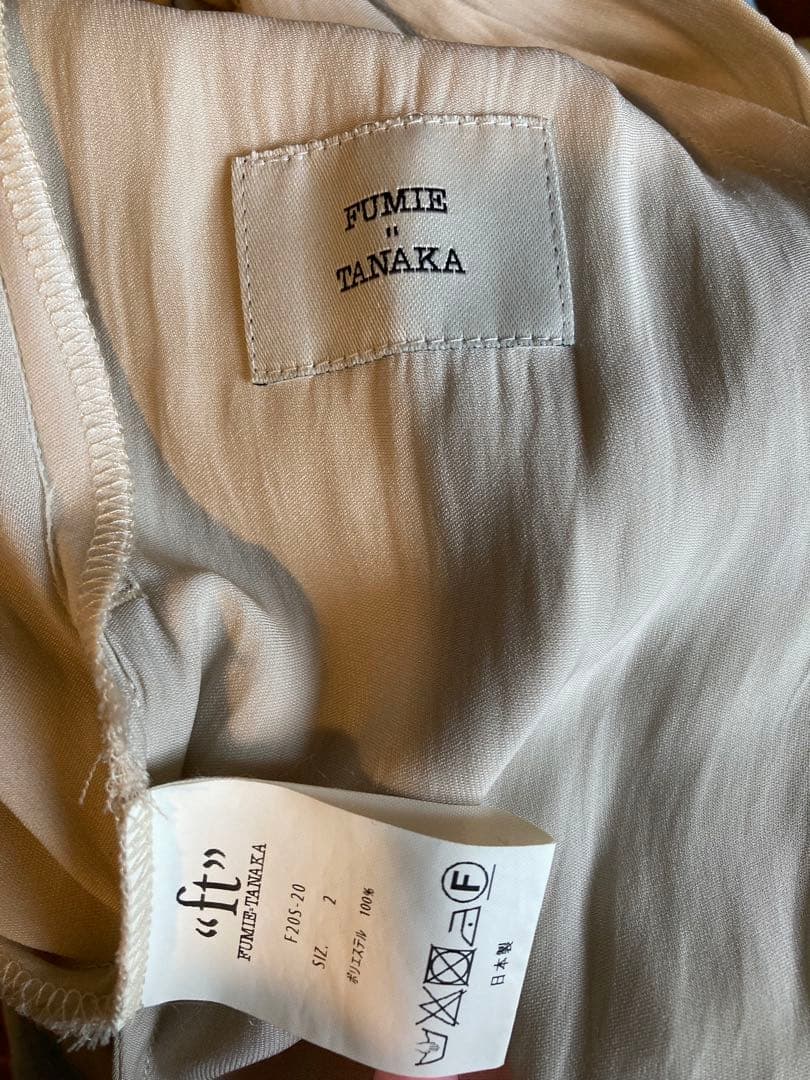 FUMIE
"
TANAKA
“ft”
FUMIE=TANAKA
F20S-20
SIZ. 2
ポリエステル 100%
F
日本製